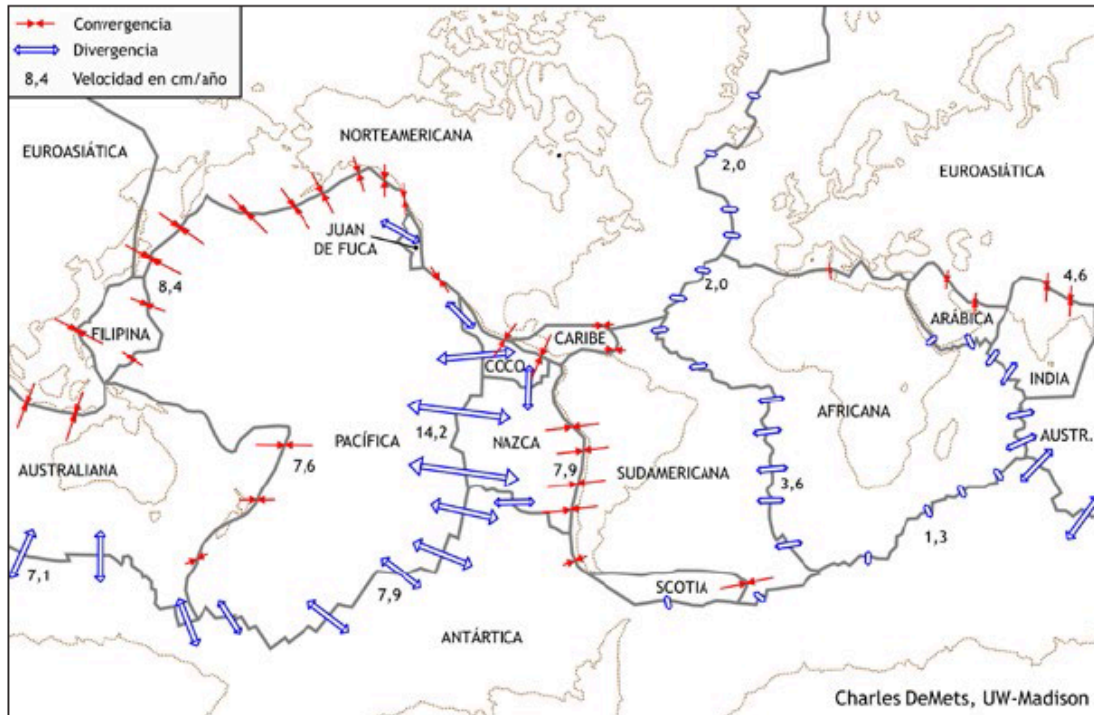 Convergencia
Divergencia
8,4 Velocidad en cm/año
EUROASIÁTICA
NORTEAMERICANA
2,0
EUROASIÁTICA
JUAN
DE FUCA
8,4
2,0
4,6
FILIPINA
CARIBE
ARÁBICA
COCO
INDIA
PACÍFICA
14,2
NAZCA
AFRICANA
AUSTR.
AUSTRALIANA
7,6
7,9
SUDAMERICANA
3,6
1,3
7,1
7,9
SCOTIA
ANTÁRTICA
Charles DeMets, UW-Madison